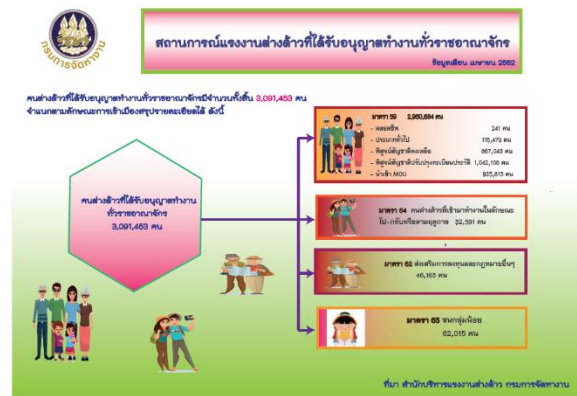 กรมการจัดหางาน
สถานการณ์แรงงานต่างด้าวที่ได้รับอนุญาตทำงานทั่วราชอาณาจักร
ข้อมูลเดือน เมษายน 2562
คนต่างด้าวที่ได้รับอนุญาตทำงานทั่วราชอาณาจักรมีจำนวนทั้งสิ้น 3,091,453 คน
จำแนกตามลักษณะการเข้าเมืองสรุปรายละเอียดได้ ดังนี้
คนต่างด้าวที่ได้รับอนุญาตทำงาน
ทั่วราชอาณาจักร
3,091,453 คน
มาตรา 59 2,950,684 คน
- ตลอดชีพ 241 คน
- ประเภททั่วไป 115,479 คน
- พิสูจน์สัญชาติคงเหลือ 867,043 คน
- พิสูจน์สัญชาติปรับปรุงทะเบียนประวัติ 1,042,106 คน
- นำเข้า MOU 925,815 คน
มาตรา 64 คนต่างด้าวที่เข้ามาทำงานในลักษณะ
ไป-กลับหรือตามฤดูกาล 32,591 คน
มาตรา 62 ส่งเสริมการลงทุนและกฎหมายอื่นๆ
46,163 คน
มาตรา 63 ชนกลุ่มน้อย
62,015 คน
ที่มา สำนักบริหารแรงงานต่างด้าว กรมการจัดหางาน